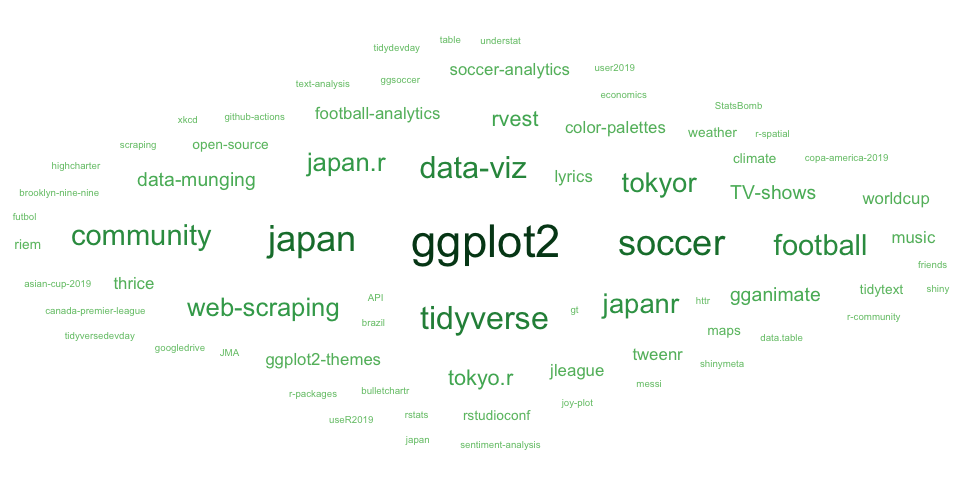 table
understat
tidydevday
soccer-analytics
user2019
text-analysis
ggsoccer
economics
StatsBomb
xkcd
github-actions
football-analytics
rvest
color-palettes
weather
r-spatial
scraping
open-source
highcharter
japan.r
data-viz
climate
copa-america-2019
data-munging
lyrics
tokyor
TV-shows
brooklyn-nine-nine
worldcup
futbol
riem
community
japan
ggplot2
soccer
football
music
friends
asian-cup-2019
thrice
tidytext
shiny
canada-premier-league
web-scraping
API
gt
japanr
httr
gganimate
brazil
tidyverse
r-community
tidyversedevday
maps
data.table
googledrive
JMA
ggplot2-themes
tweenr
shinymeta
tokyo.r
jleague
messi
r-packages
bulletchartr
joy-plot
useR2019
rstats
rstudioconf
japan
sentiment-analysis